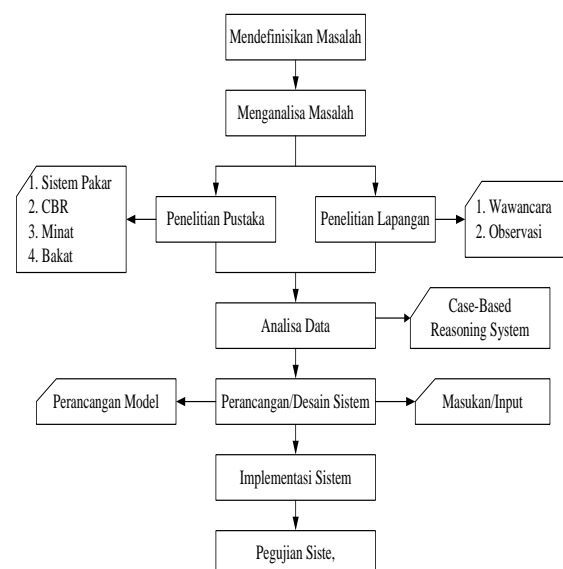 Mendefinisikan Masalah
Menganalisa Masalah
1. Sistem Pakar
2. CBR
3. Minat
4. Bakat
Penelitian Pustaka
Penelitian Lapangan
1. Wawancara
2. Observasi
Analisa Data
Case-Based
Reasoning System
Perancangan Model
Perancangan/Desain Sistem
Masukan/Input
Implementasi Sistem
Pegujian Siste,